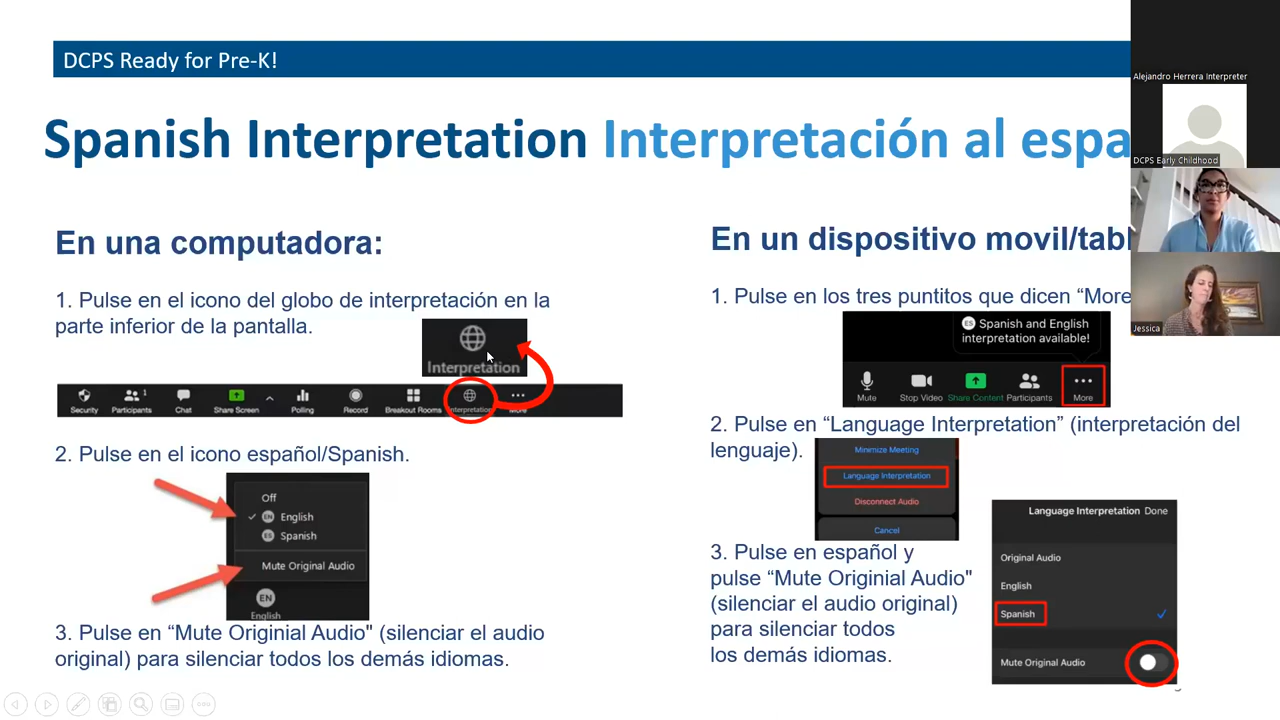 DCPS Ready for Pre-K!
Alejandro Herrera Interpreter
DCPS Early Childhood
Jessica
Spanish Interpretation Interpretación al espa
En una computadora:
1. Pulse en el icono del globo de interpretación en la
parte inferior de la pantalla.
Interpretation
Security Participants 1 Chat Share Screen Polling Record Breakout Rooms Interpretation More
2. Pulse en el icono español/Spanish.
Off
EN English
ES Spanish
Mute Original Audio
EN
English
3. Pulse en “Mute Originial Audio" (silenciar el audio
original) para silenciar todos los demás idiomas.
En un dispositivo movil/tabl
1. Pulse en los tres puntitos que dicen “More
ES Spanish and English
interpretation available!
Mute Stop Video Share Content Participants More
2. Pulse en “Language Interpretation” (interpretación del
lenguaje).
Minimize Meeting
Language Interpretation
Disconnect Audio
Cancel
3. Pulse en español y
pulse “Mute Originial Audio"
(silenciar el audio original)
para silenciar todos
los demás idiomas.
Language Interpretation Done
Original Audio
English
Spanish
Mute Original Audio